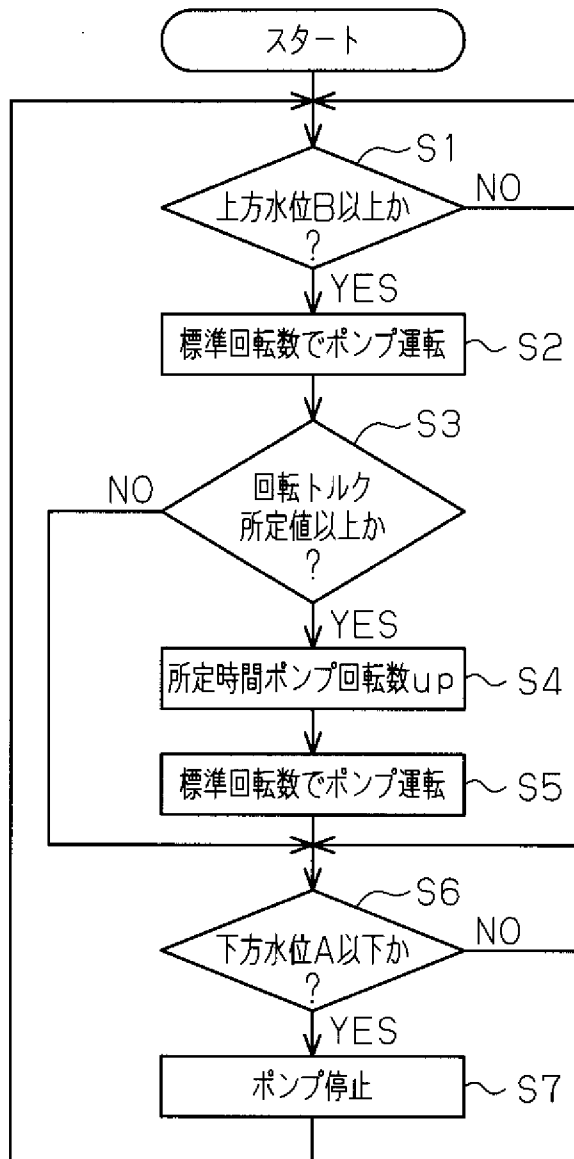 スタート
S1
上方水位B以上か
?
NO
YES
標準回転数でポンプ運転
S2
S3
回転トルク
所定値以上か
?
NO
YES
所定時間ポンプ回転数up
S4
標準回転数でポンプ運転
S5
S6
下方水位A以下か
?
NO
YES
ポンプ停止
S7